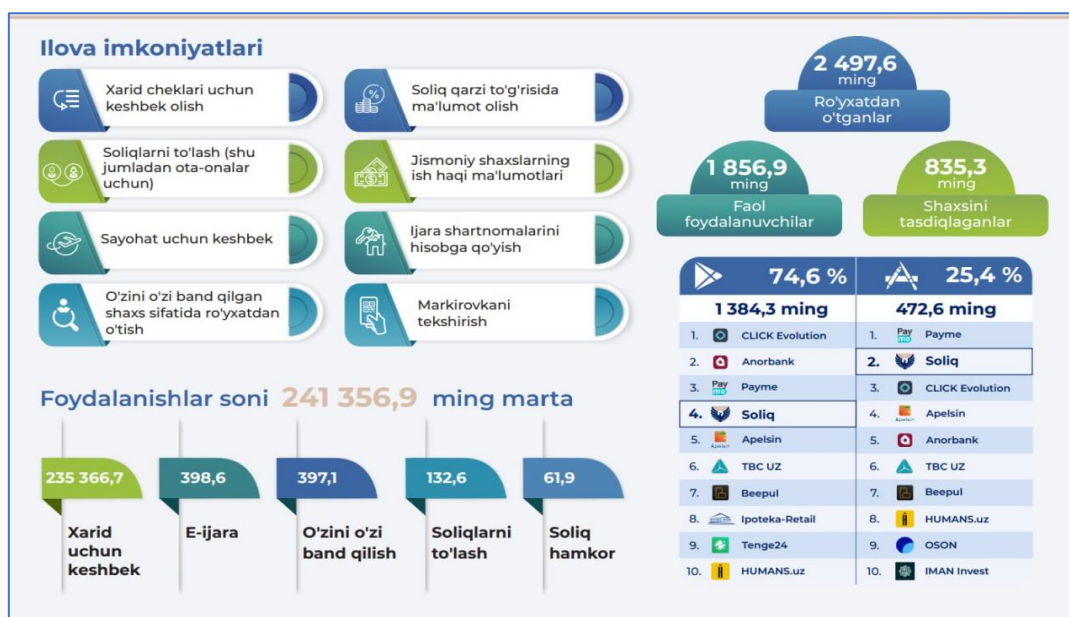 Ilova imkoniyatlari
Xarid cheklari uchun
keshbek olish
Soliq qarzi to'g'risida
ma'lumot olish
Soliqlarni to'lash (shu
jumladan ota-onalar
uchun)
Jismoniy shaxslarning
ish haqi ma'lumotlari
Sayohat uchun keshbek
Ijara shartnomalarini
hisobga qo'yish
O'zini o'zi band qilgan
shaxs sifatida ro'yxatdan
o'tish
Markirovkani
tekshirish
Foydalanishlar soni 241 356,9 ming marta
235 366,7
Xarid
uchun
keshbek
398,6
E-ijara
397,1
O'zini o'zi
band qilish
132,6
Soliqlarni
to'lash
61,9
Soliq
hamkor
2 497,6
ming
Ro'yxatdan
o'tganlar
1 856,9
ming
Faol
foydalanuvchilar
835,3
ming
Shaxsini
tasdiqlaganlar
74,6 %
1 384,3 ming
1. CLICK Evolution
2. Anorbank
3. Pay me Payme
4. Soliq
5. Apelsin
6. TBC UZ
7. Beepul
8. Ipoteka-Retail
9. Tenge24
10. HUMANS.uz
25,4 %
472,6 ming
1. Pay me Payme
2. Soliq
3. CLICK Evolution
4. Apelsin
5. Anorbank
6. TBC UZ
7. Beepul
8. HUMANS.uz
9. OSON
10. IMAN Invest